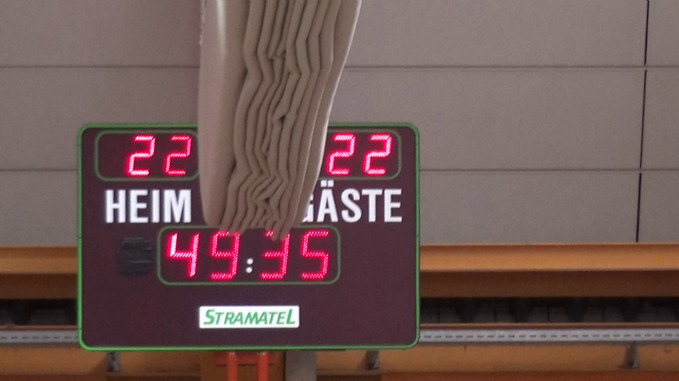 22 22
HEIM GÄSTE
49:35
STRAMATEL